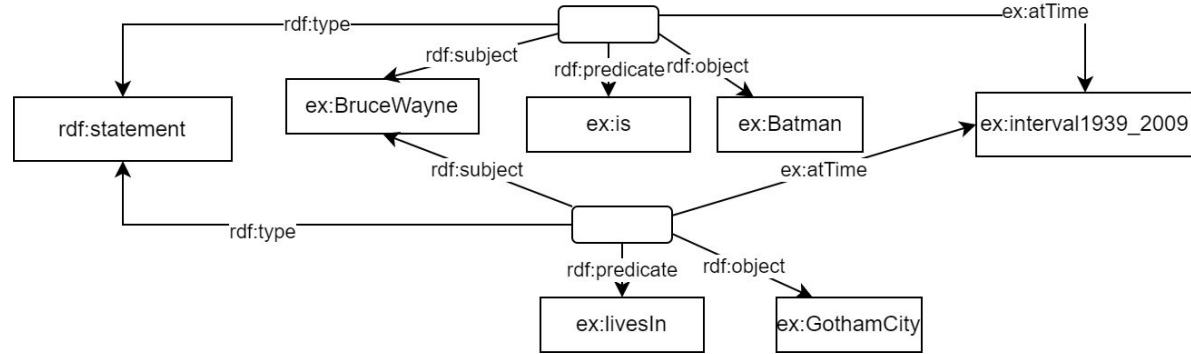 ex:atTime
rdf:type
rdf:subject
rdf:predicate
rdf:object
ex:BruceWayne
rdf:statement
ex:is
ex:Batman
ex:interval1939_2009
rdf:subject
ex:atTime
rdf:type
rdf:predicate
rdf:object
ex:livesIn
ex:GothamCity